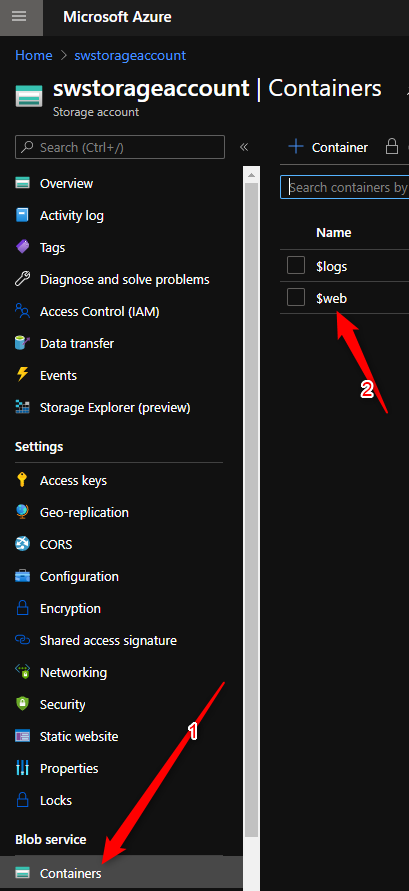 Microsoft Azure
Home > swstorageaccount
swstorageaccount | Containers
Storage account
Search (Ctrl+/)
«
Overview
Activity log
Tags
Diagnose and solve problems
Access Control (IAM)
Data transfer
Events
Storage Explorer (preview)
Settings
Access keys
Geo-replication
CORS
Configuration
Encryption
Shared access signature
Networking
Security
Static website
Properties
Locks
Blob service
Containers
1
+ Container
Search containers by
Name
$logs
$web
2